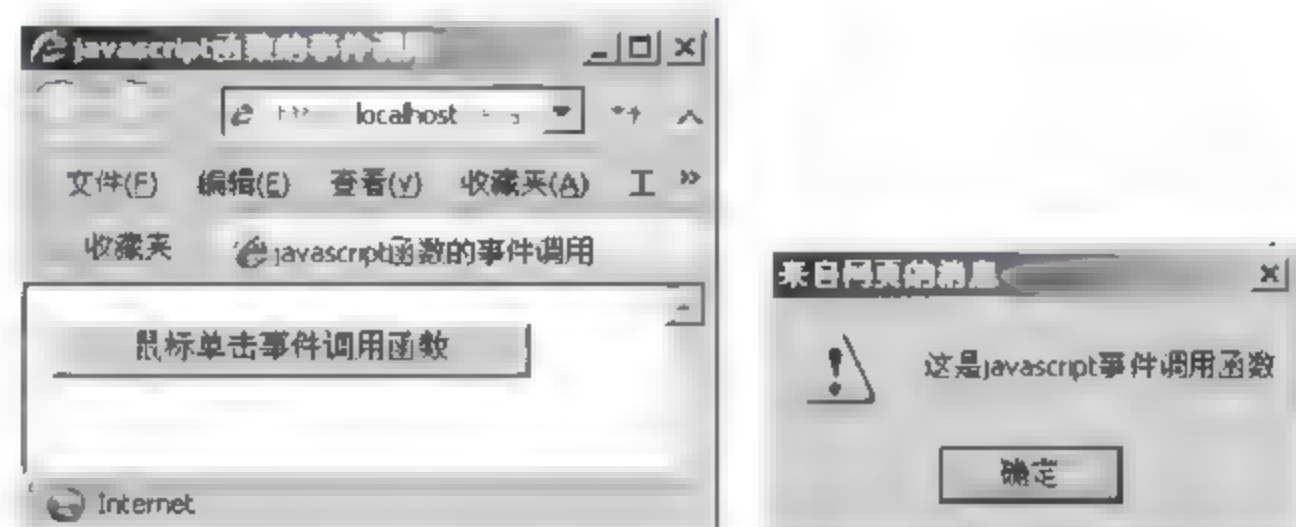 javascript函数的事件调
localhost
文件(F) 编辑(E) 查看(V) 收藏夹(A) 工 »
收藏夹 javascript函数的事件调用
鼠标单击事件调用函数
Internet
来自网页的消息
这是javascript事件调用函数
确定